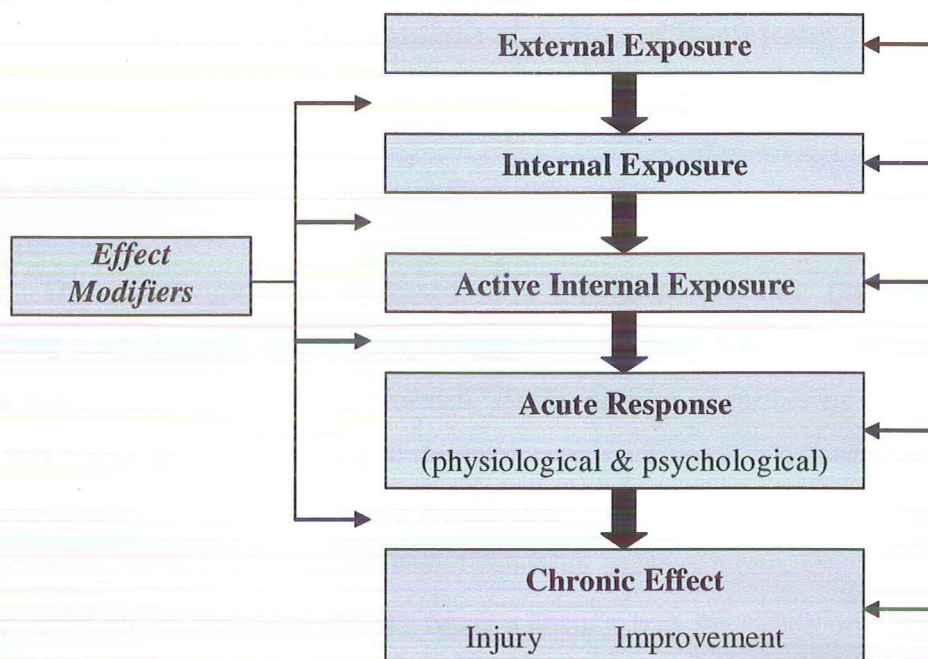 External Exposure
Internal Exposure
Effect
Modifiers
Active Internal Exposure
Acute Response
(physiological & psychological)
Chronic Effect
Injury Improvement